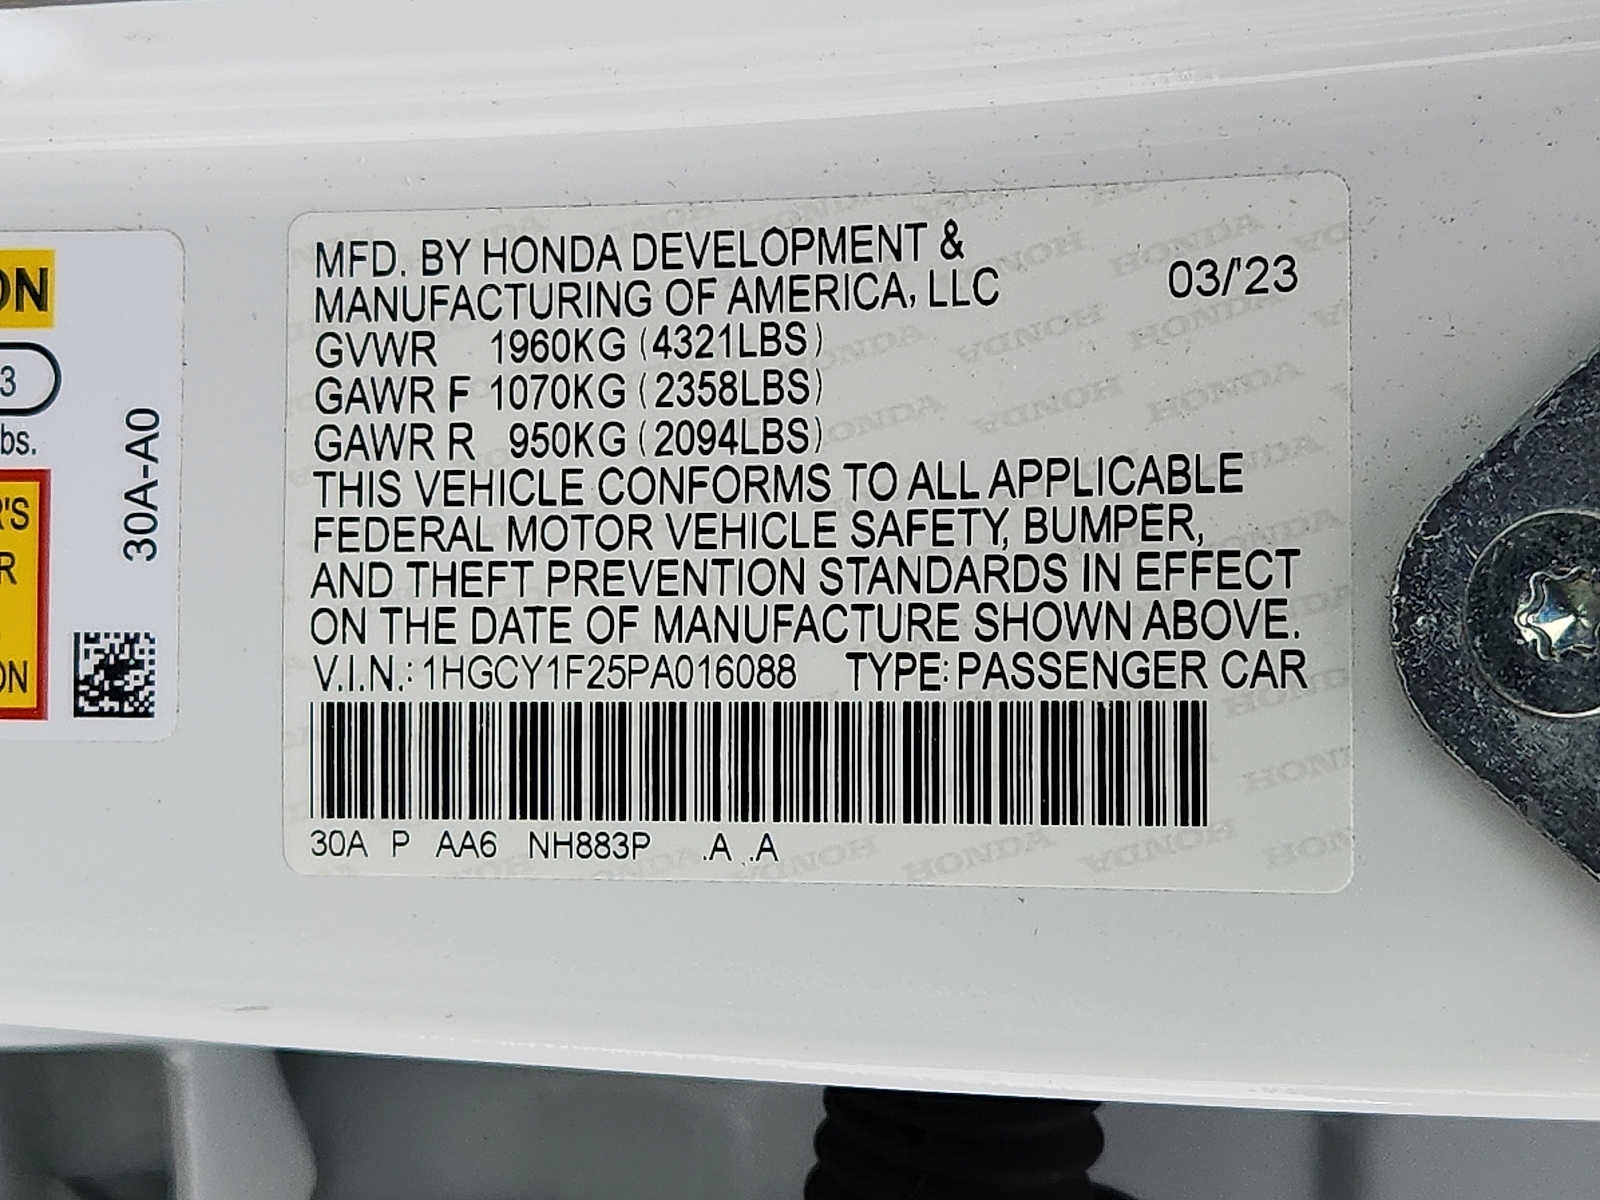 MFD. BY HONDA DEVELOPMENT &
MANUFACTURING OF AMERICA, LLC 03/'23
GVWR 1960KG (4321LBS)
GAWR F 1070KG (2358LBS)
GAWR R 950KG (2094LBS)
THIS VEHICLE CONFORMS TO ALL APPLICABLE
FEDERAL MOTOR VEHICLE SAFETY, BUMPER,
AND THEFT PREVENTION STANDARDS IN EFFECT
ON THE DATE OF MANUFACTURE SHOWN ABOVE.
V.I.N.: 1HGCY1F25PA016088 TYPE: PASSENGER CAR
30A P AA6 NH883P .A .A
30A-A0
3